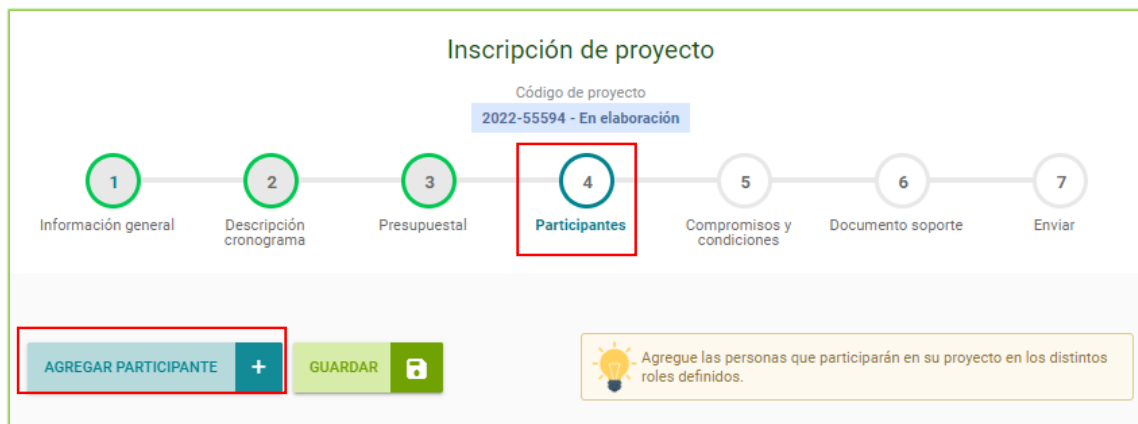 Inscripción de proyecto
Código de proyecto
2022-55594 - En elaboración
1
2
3
4
5
6
7
Información general
Descripción
cronograma
Presupuestal
Participantes
Compromisos y
condiciones
Documento soporte
Enviar
AGREGAR PARTICIPANTE +
GUARDAR
Agregue las personas que participarán en su proyecto en los distintos
roles definidos.